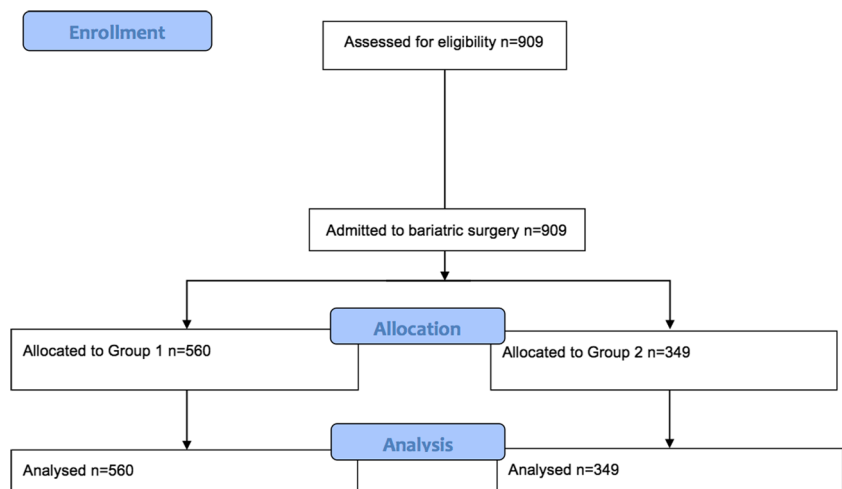 Enrollment
Assessed for eligibility n=909
Admitted to bariatric surgery n=909
Allocation
Allocated to Group 1 n=560
Allocated to Group 2 n=349
Analysis
Analysed n=560
Analysed n=349